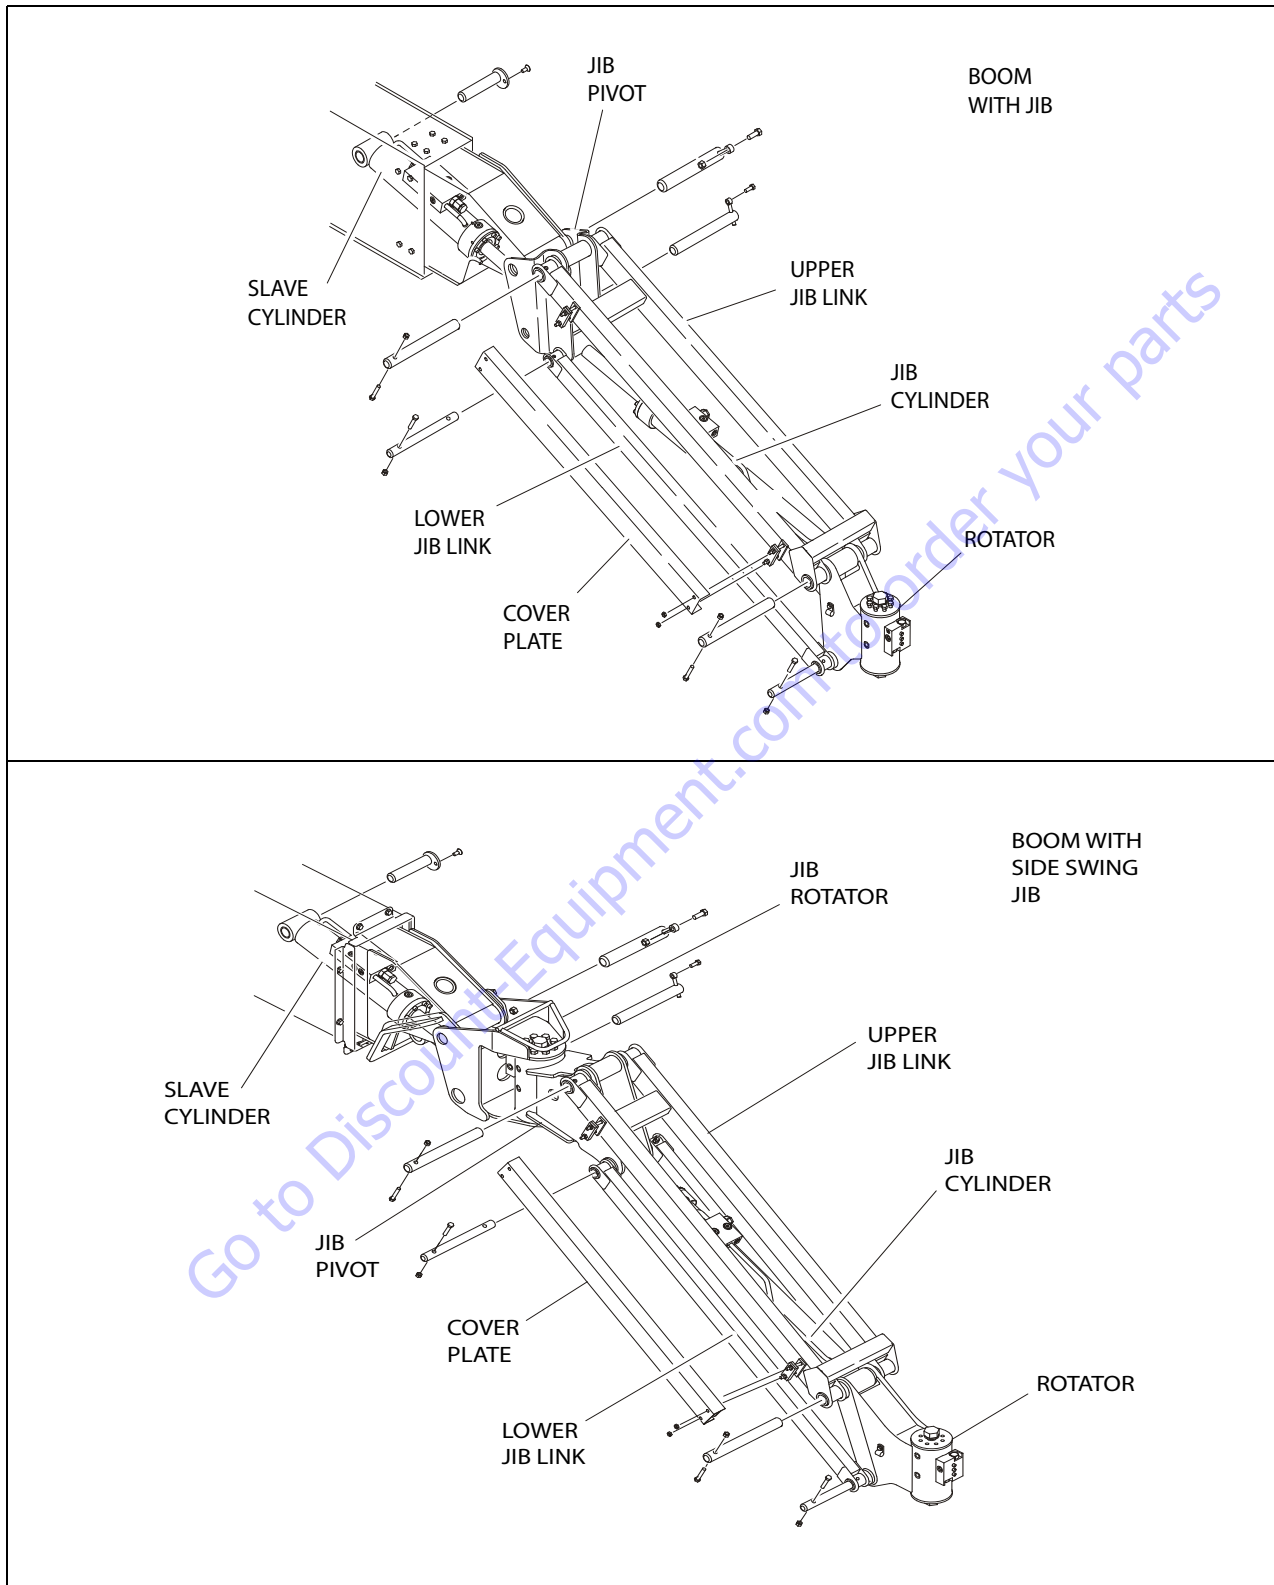 JIB
PIVOT
BOOM
WITH JIB
SLAVE
CYLINDER
UPPER
JIB LINK
JIB
CYLINDER
LOWER
JIB LINK
COVER
PLATE
ROTATOR
JIB
ROTATOR
BOOM WITH
SIDE SWING
JIB
SLAVE
CYLINDER
UPPER
JIB LINK
JIB
CYLINDER
JIB
PIVOT
COVER
PLATE
LOWER
JIB LINK
ROTATOR
Go to Discount-Equipment.com to order your parts